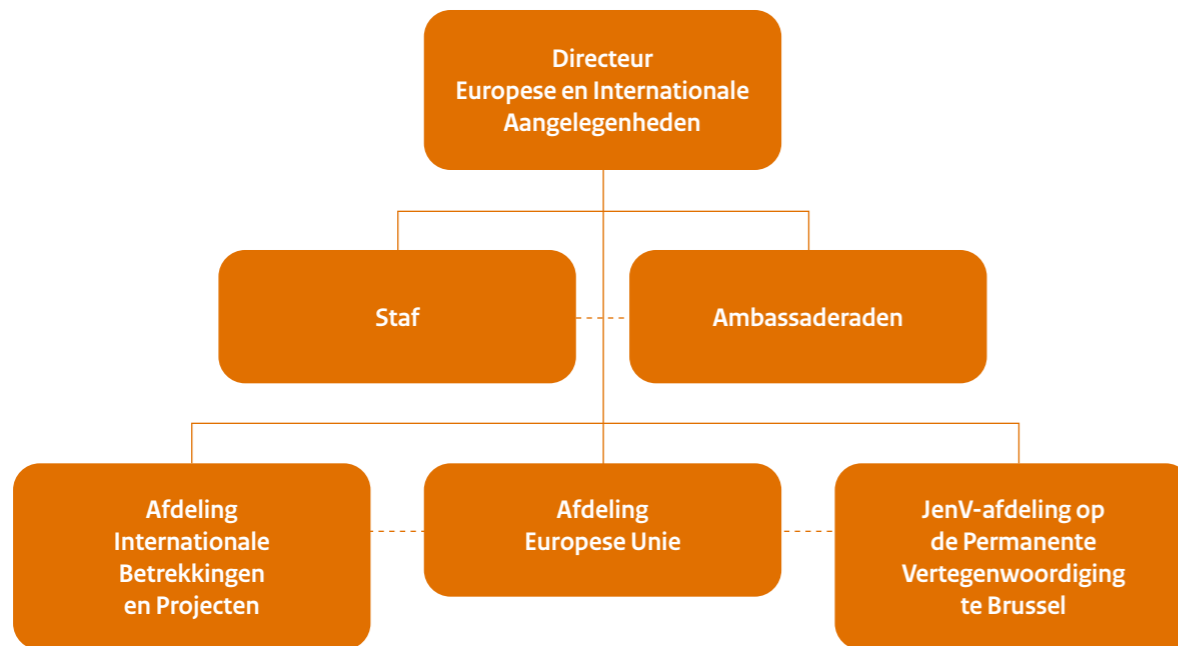 Directeur
Europese en Internationale
Aangelegenheden
Staf
Ambassaderaden
Afdeling
Internationale
Betrekkingen
en Projecten
Afdeling
Europese Unie
JenV-afdeling op
de Permanente
Vertegenwoordiging
te Brussel